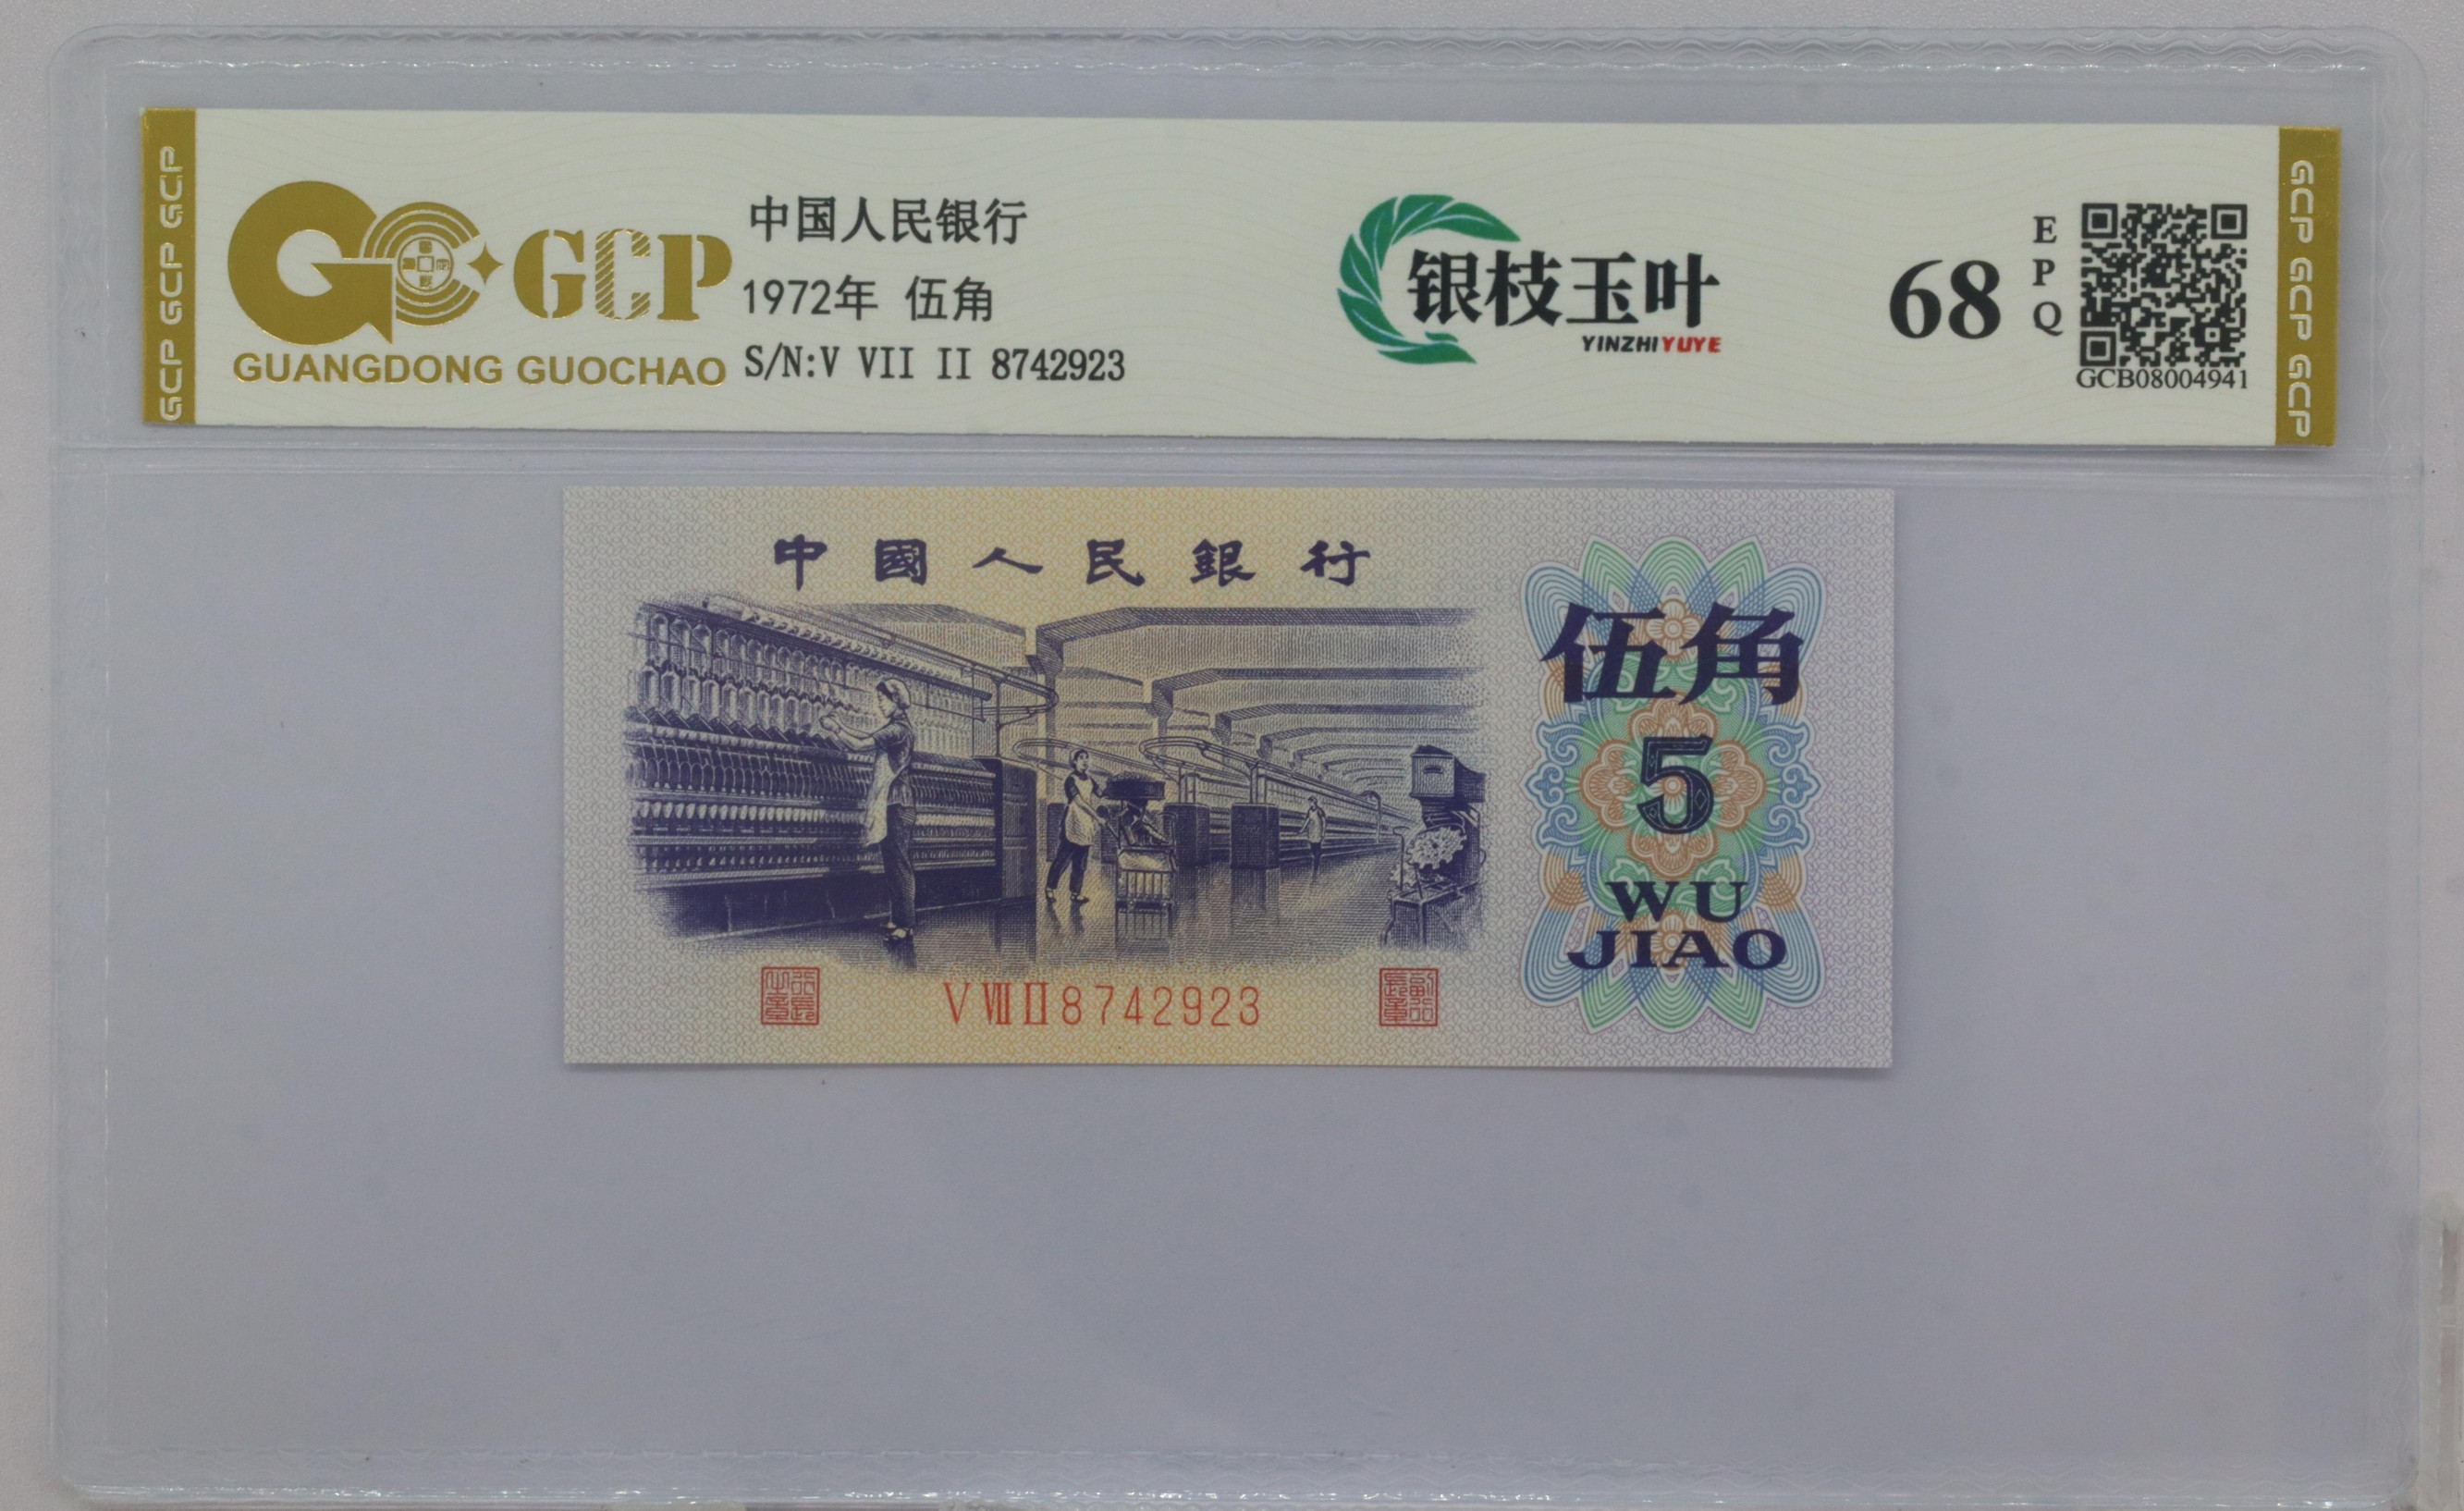 GCP GCP GCP
GCP
GUANGDONG GUOCHAO
中国人民银行
1972年 伍角
S/N:V VII II 8742923
银枝玉叶
YINZHIYUYE
68
EPQ
GCB08004941
GCP GCP GCP
中國人民銀行
伍角
5
WU
JIAO
V VII II 8742923